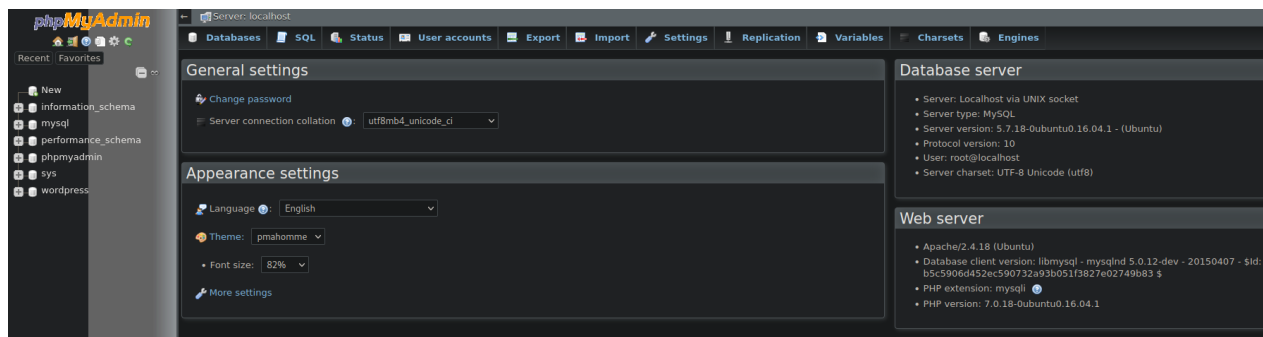 phpMyAdmin
Recent Favorites
New
information_schema
mysql
performance_schema
phpmyadmin
sys
wordpress
Server: localhost
Databases SQL Status User accounts Export Import Settings Replication Variables Charsets Engines
General settings
Change password
Server connection collation : utf8mb4_unicode_ci
Appearance settings
Language : English
Theme: pmahomme
• Font size: 82%
More settings
Database server
• Server: Localhost via UNIX socket
• Server type: MySQL
• Server version: 5.7.18-0ubuntu0.16.04.1 - (Ubuntu)
• Protocol version: 10
• User: root@localhost
• Server charset: UTF-8 Unicode (utf8)
Web server
• Apache/2.4.18 (Ubuntu)
• Database client version: libmysql - mysqlnd 5.0.12-dev - 20150407 - $Id:
b5c5906d452ec590732a93b051f3827e02749b83 $
• PHP extension: mysqli
• PHP version: 7.0.18-0ubuntu0.16.04.1